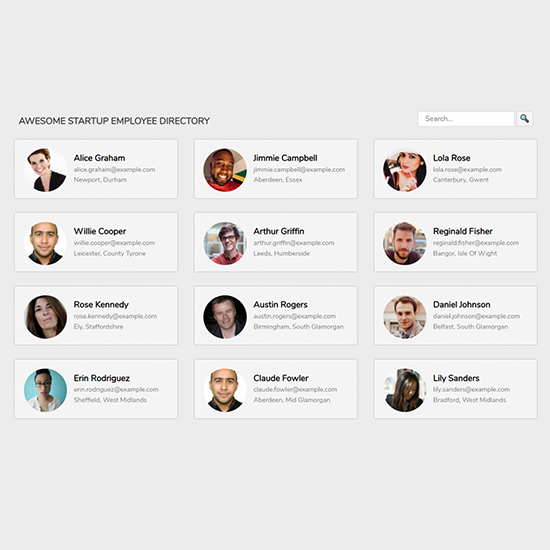 AWESOME STARTUP EMPLOYEE DIRECTORY
Search...
Alice Graham
alice.graham@example.com
Newport, Durham
Jimmie Campbell
jimmie.campbell@example.com
Aberdeen, Essex
Lola Rose
lola.rose@example.com
Canterbury, Gwent
Willie Cooper
willie.cooper@example.com
Leicester, County Tyrone
Arthur Griffin
arthur.griffin@example.com
Leeds, Humberside
Reginald Fisher
reginald.fisher@example.com
Bangor, Isle Of Wight
Rose Kennedy
rose.kennedy@example.com
Ely, Staffordshire
Austin Rogers
austin.rogers@example.com
Birmingham, South Glamorgan
Daniel Johnson
daniel.johnson@example.com
Belfast, South Glamorgan
Erin Rodriguez
erin.rodriguez@example.com
Sheffield, West Midlands
Claude Fowler
claude.fowler@example.com
Aberdeen, Mid Glamorgan
Lily Sanders
lily.sanders@example.com
Bradford, West Midlands